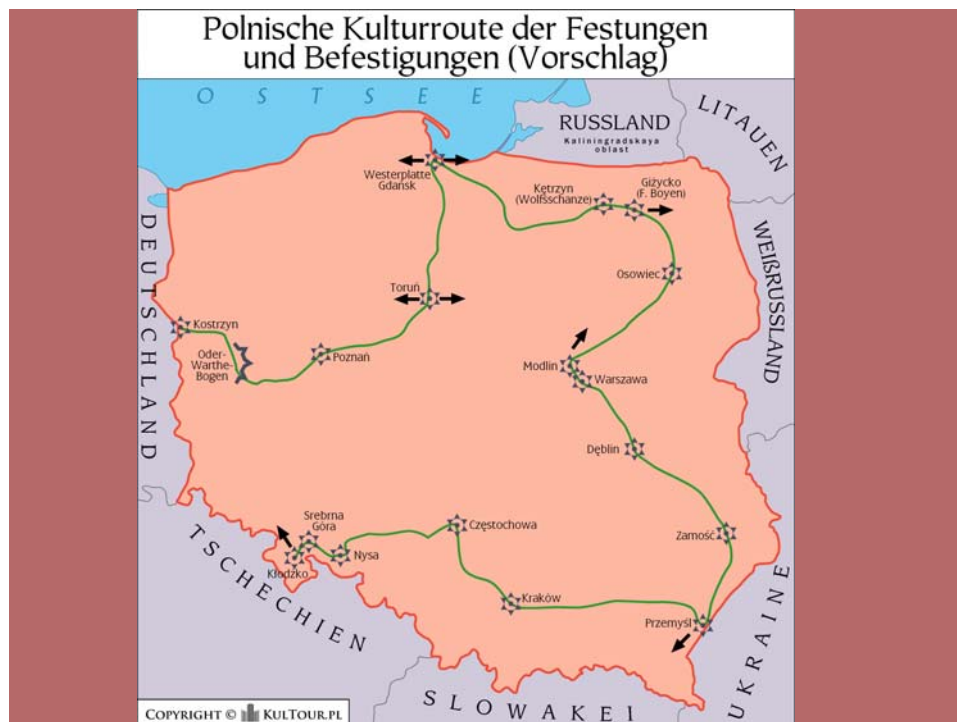 Polnische Kulturroute der Festungen
und Befestigungen (Vorschlag)
OSTSEE
RUSSLAND
Kaliningradskaya
oblast
LITAUEN
Westerplatte
Gdańsk
Kętrzyn
(Wolfsschanze)
Giżycko
(F. Boyen)
DEUTSCHLAND
WEIßRUSSLAND
Osowiec
Toruń
Kostrzyn
Oder-
Warthe-
Bogen
Poznań
Modlin
Warszawa
Dęblin
Srebrna
Góra
Częstochowa
Zamość
Kłodzko
Nysa
TSCHECHIEN
Kraków
Przemyśl
UKRAINE
SLOWAKEI
COPYRIGHT © KULTOUR.PL